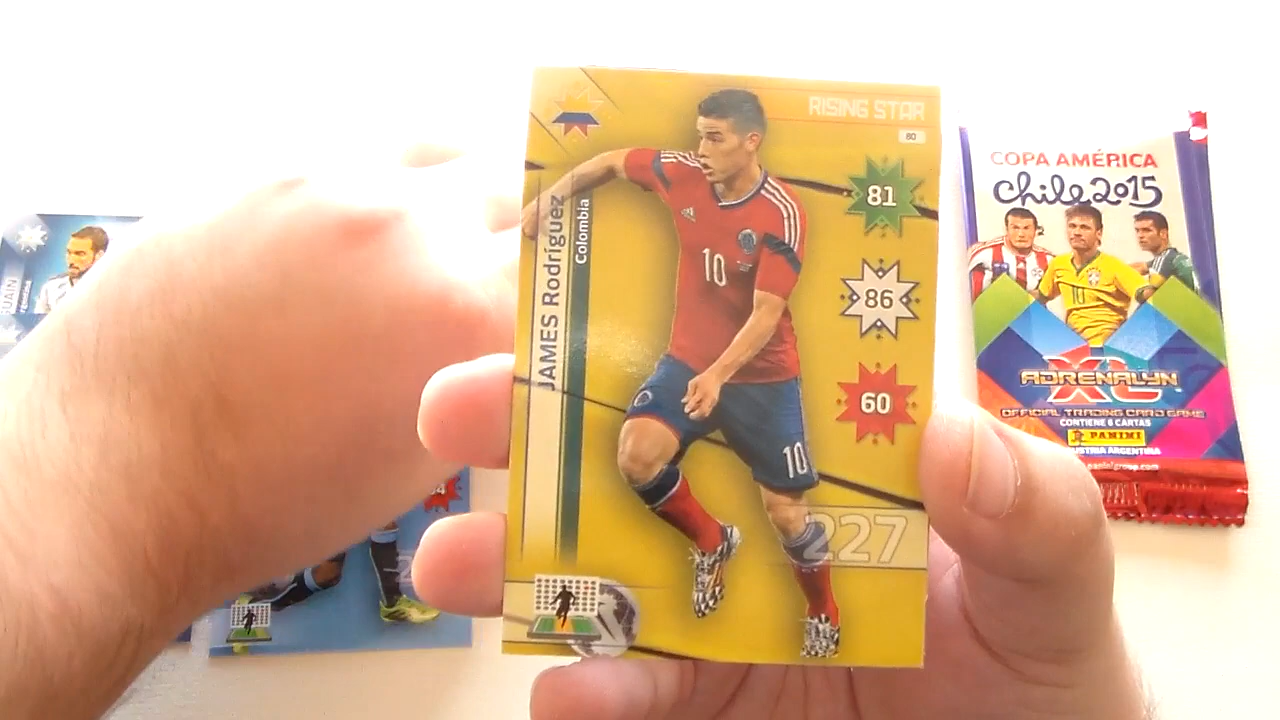 RISING STAR
80
81
86
60
JAMES Rodríguez
Colombia
10
10
227
COPA AMÉRICA
Chile2015
10
ADRENALYN
XL
OFFICIAL TRADING CARD GAME
CONTIENE 6 CARTAS
PANINI